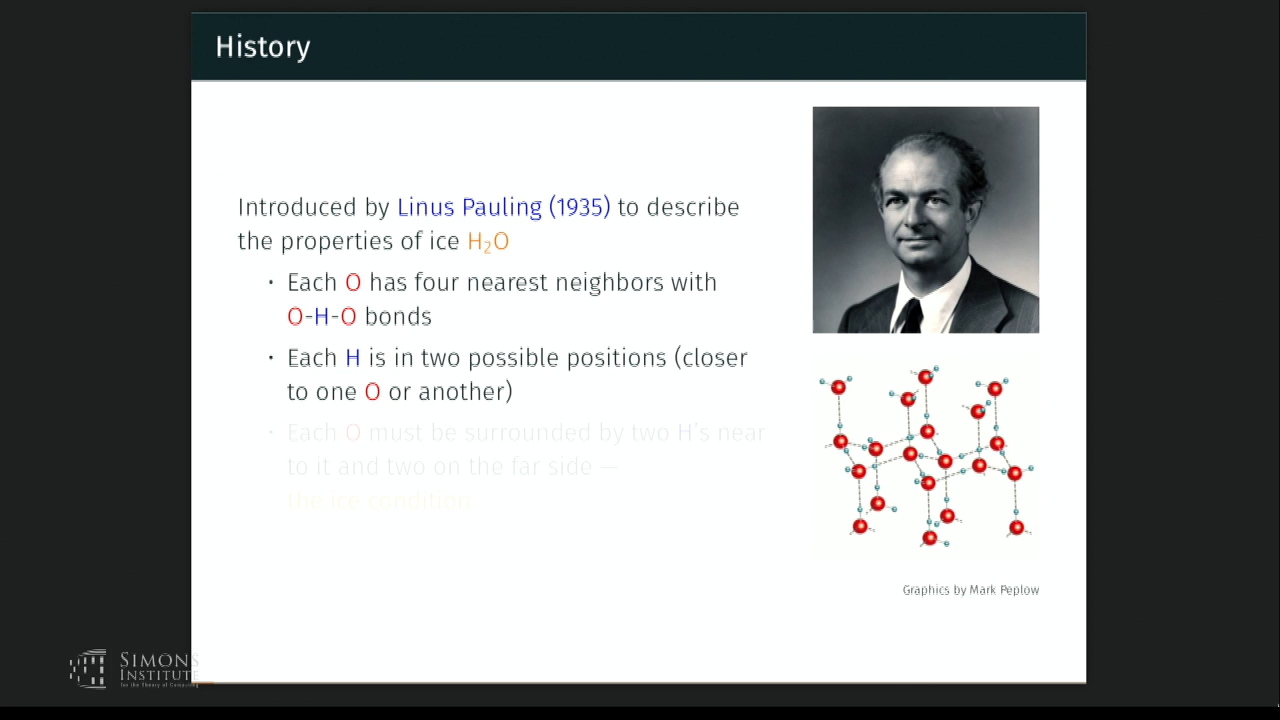 History
Introduced by Linus Pauling (1935) to describe
the properties of ice H₂O
• Each O has four nearest neighbors with
O-H-O bonds
• Each H is in two possible positions (closer
to one O or another)
• Each O must be surrounded by two H's near
to it and two on the far side —
the ice condition
Graphics by Mark Peplow
SIMONS
INSTITUTE
for the Theory of Computing